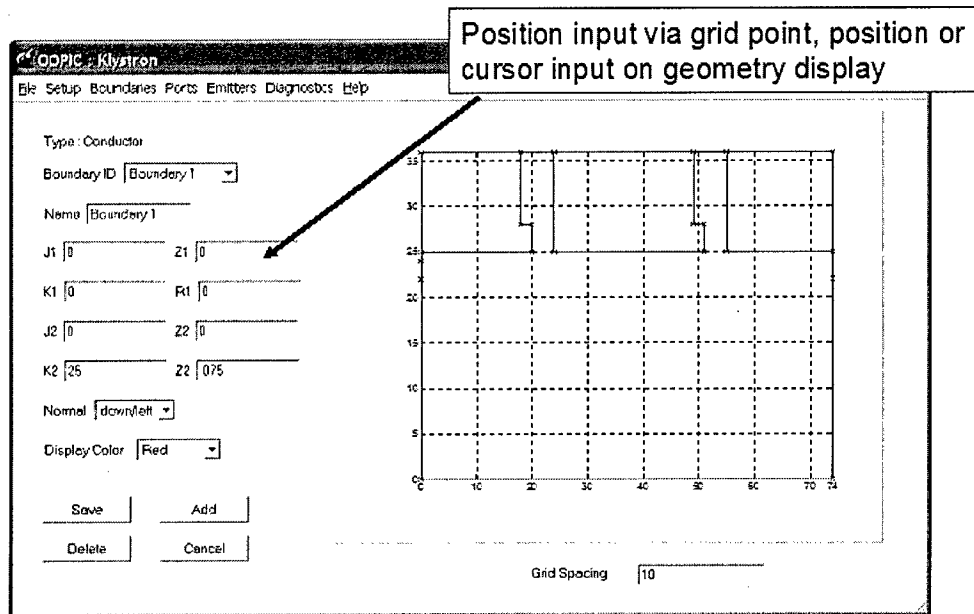 Position input via grid point, position or
cursor input on geometry display
OOPIC : Klystron
File Setup Boundaries Ports Emitters Diagnostics Help
Type : Conductor
Boundary ID Boundary 1
Name Boundary 1
J1 0 Z1 0
K1 0 R1 0
J2 0 Z2 0
K2 25 Z2 .075
Normal down/left
Display Color Red
Save Add
Delete Cancel
35
30
25
20
15
10
5
0
0 10 20 30 40 50 60 70 74
Grid Spacing 10